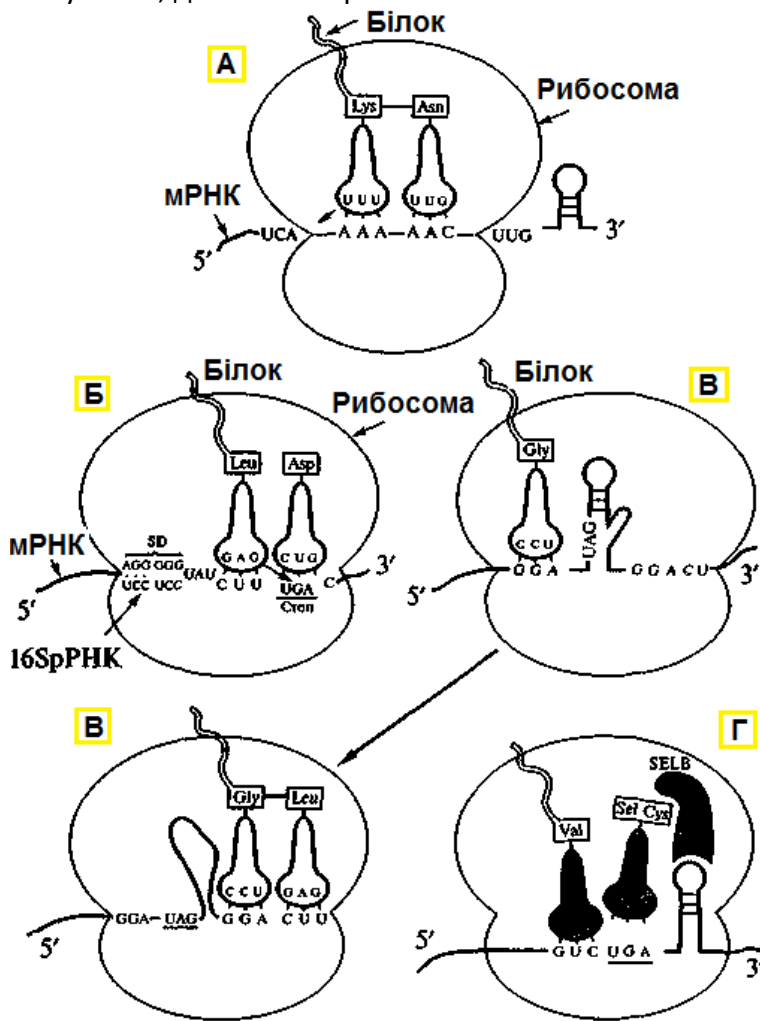 Білок
А
Рибосома
Lys
Asn
мРНК
UUU
UUG
5′
UCA
AAA
AAC
UUG
3′
Білок
Білок
Б
В
Рибосома
Leu
Asp
Gly
SD
мРНК
AGG GGG
UCC UCC
GAU
GAG
CUG
CUU
UGA
C
3′
5′
16SpРНК
CCU
UAG
GGA
GGACU
5′
3′
В
Г
SELB
Gly
Leu
Val
Sel Cys
CCU
GAG
GGA
UAG
GGA
CUU
5′
5′
GUC
UGA
3′